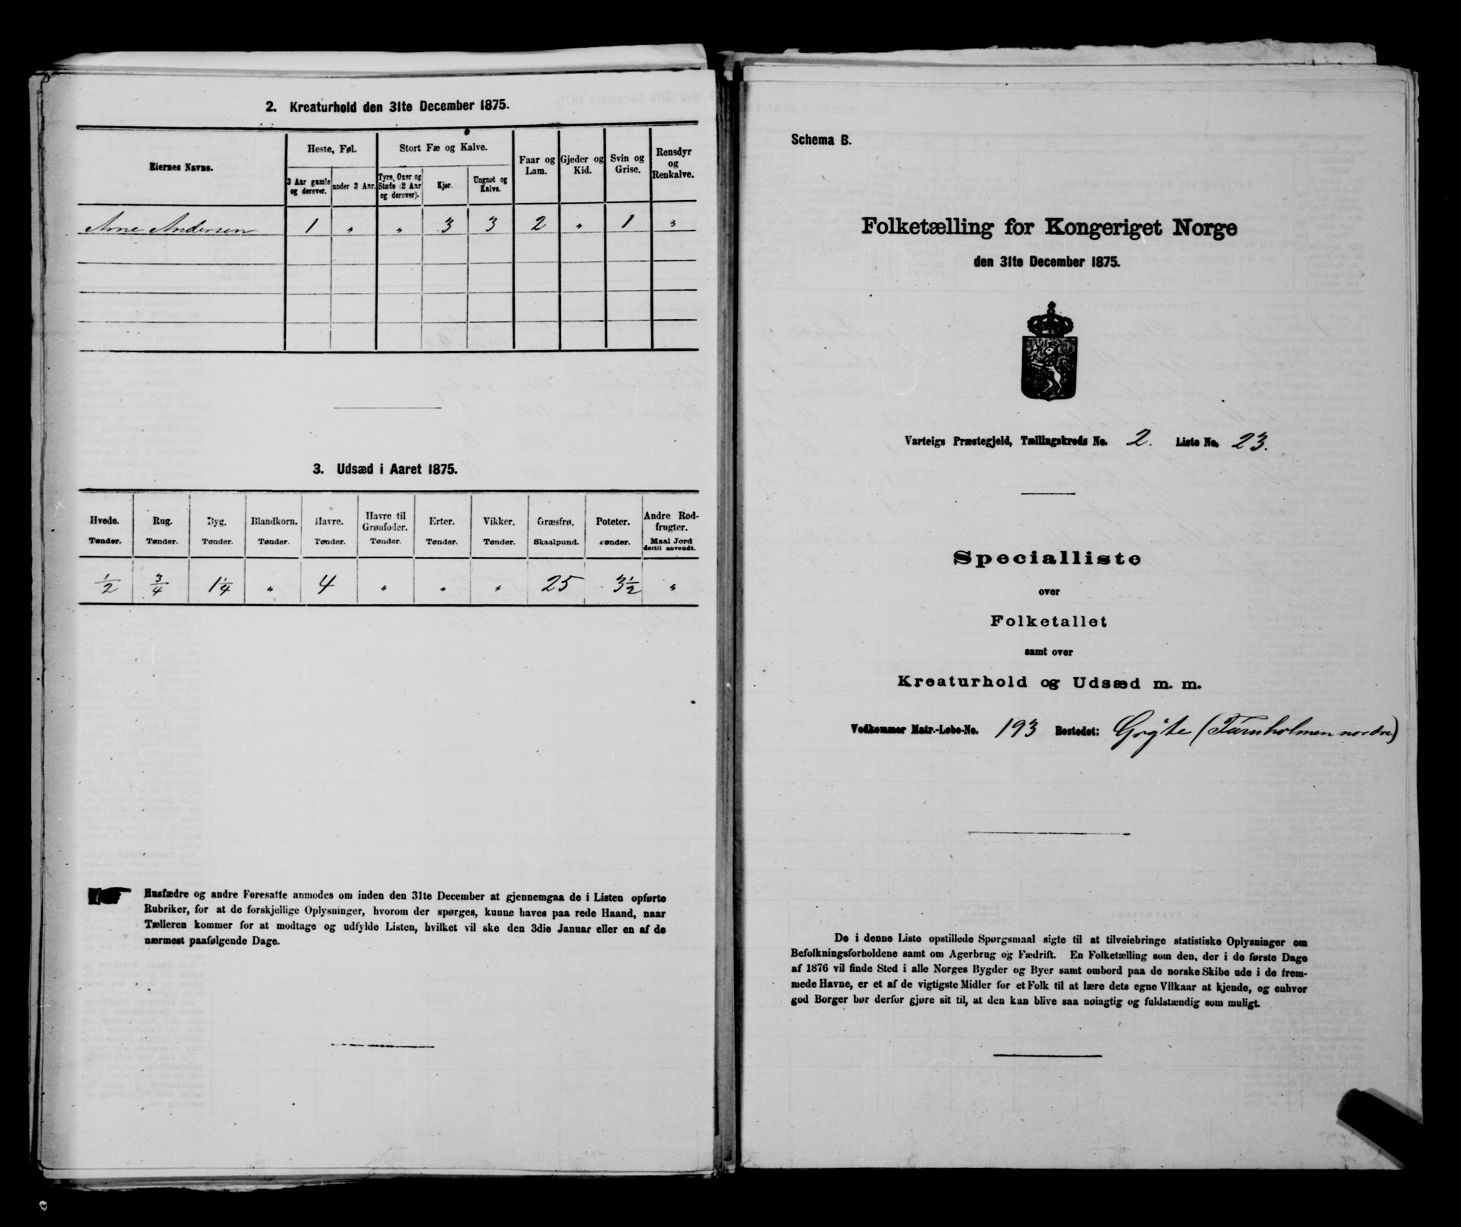 2. Kreaturhold den 31te December 1875.
Eiernes Navne.
Heste, Føl.
Stort Fæ og Kalve.
Faar og Lam.
Gjeder og Kid.
Svin og Grise.
Rensdyr og Renkalve.
3 Aar gamle og derover.
under 3 Aar.
Tyre, Oxer og Stude (2 Aar og derover).
Kjør.
Ungnøt og Kalve.
Arne Andersen 1 " " 3 3 2 " 1 "
3. Udsæd i Aaret 1875.
Hvede. Rug. Byg. Blandkorn. Havre. Havre til Grønfoder. Erter. Vikker. Græsfrø. Poteter. Andre Rodfrugter.
Tønder. Tønder. Tønder. Tønder. Tønder. Tønder. Tønder. Tønder. Skaalpund. Tønder. Maal Jord dertil anvendt.
1/2 3/4 1 1/4 " 4 " " " 25 3 1/2 "
Husfædre og andre Foresatte anmodes om inden den 31te December at gjennemgaa de i Listen opførte
Rubriker, for at de forskjellige Oplysninger, hvorom der spørges, kunne haves paa rede Haand, naar
Tælleren kommer for at modtage og udfylde Listen, hvilket vil ske den 3die Januar eller en af de
nærmest paafølgende Dage.
Schema B.
Folketælling for Kongeriget Norge
den 31te December 1875.
Varteigs Præstegjeld, Tællingskreds No. 2. Liste No. 23.
Specialliste
over
Folketallet
samt over
Kreaturhold og Udsæd m. m.
Vedkommer Matr.-Løbe-No. 193 Bostedet: Grøte (Furuholmen nordre)
De i denne Liste opstillede Spørgsmaal sigte til at tilveiebringe statistiske Oplysninger om
Befolkningsforholdene samt om Agerbrug og Fædrift. En Folketælling som den, der i de første Dage
af 1876 vil finde Sted i alle Norges Bygder og Byer samt ombord paa de norske Skibe ude i de frem-
mede Havne, er et af de vigtigste Midler for et Folk til at lære dets egne Vilkaar at kjende, og enhver
god Borger bør derfor gjøre sit til, at den kan blive saa nøiagtig og fuldstændig som muligt.